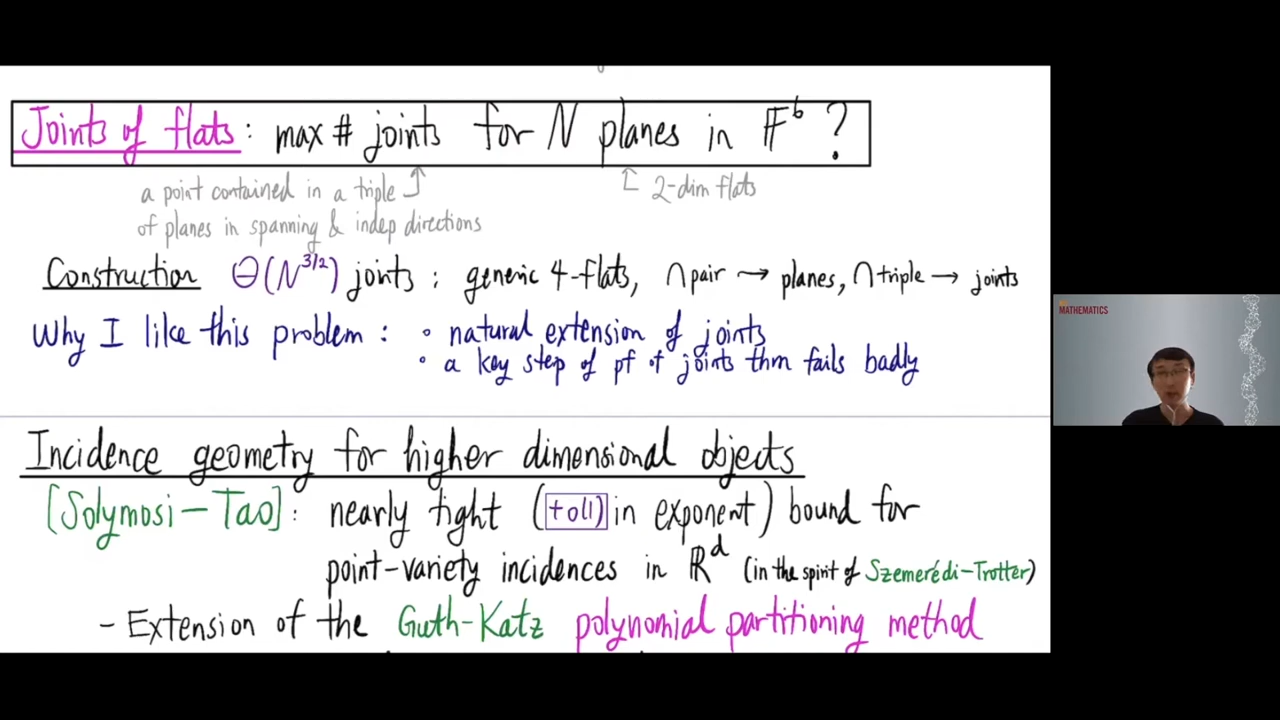 Joints of flats: max # joints for N planes in 𝔽⁶ ?
a point contained in a triple
of planes in spanning & indep directions
2-dim flats
Construction Θ(N^{3/2}) joints: generic 4-flats, ∩pair → planes, ∩triple → joints
Why I like this problem: • natural extension of joints
• a key step of pf of joints thm fails badly
MATHEMATICS
Incidence geometry for higher dimensional objects
[Solymosi–Tao]: nearly tight (+o(1) in exponent) bound for
point-variety incidences in ℝ^d (in the spirit of Szemerédi–Trotter)
- Extension of the Guth-Katz polynomial partitioning method